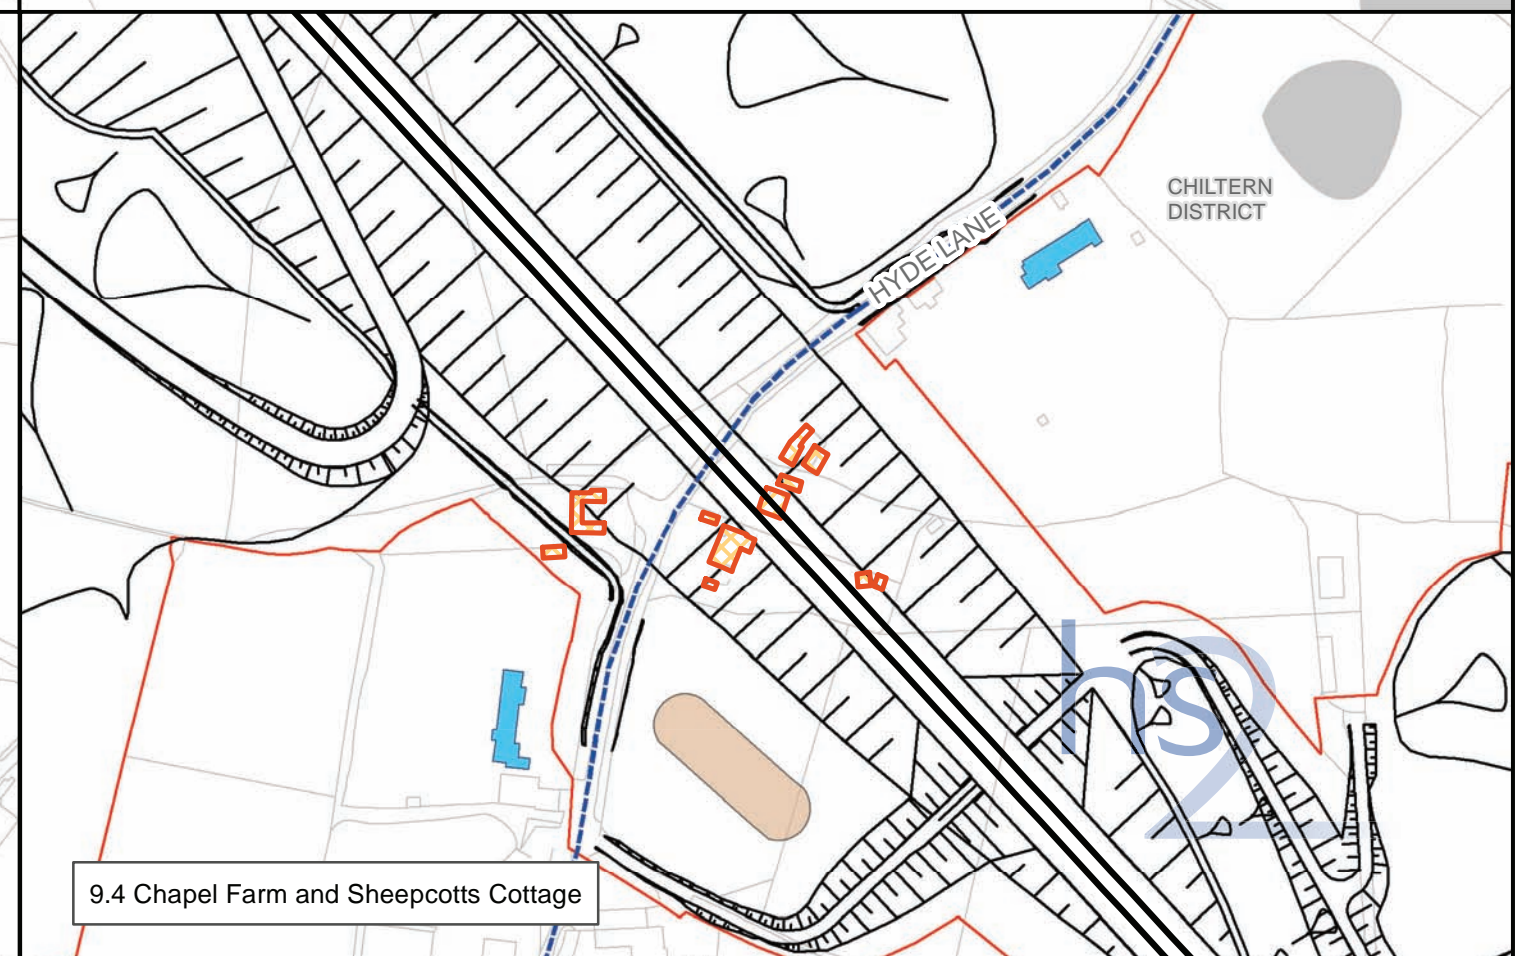 CHILTERN
DISTRICT
HYDE LANE
hs2
9.4 Chapel Farm and Sheepcotts Cottage